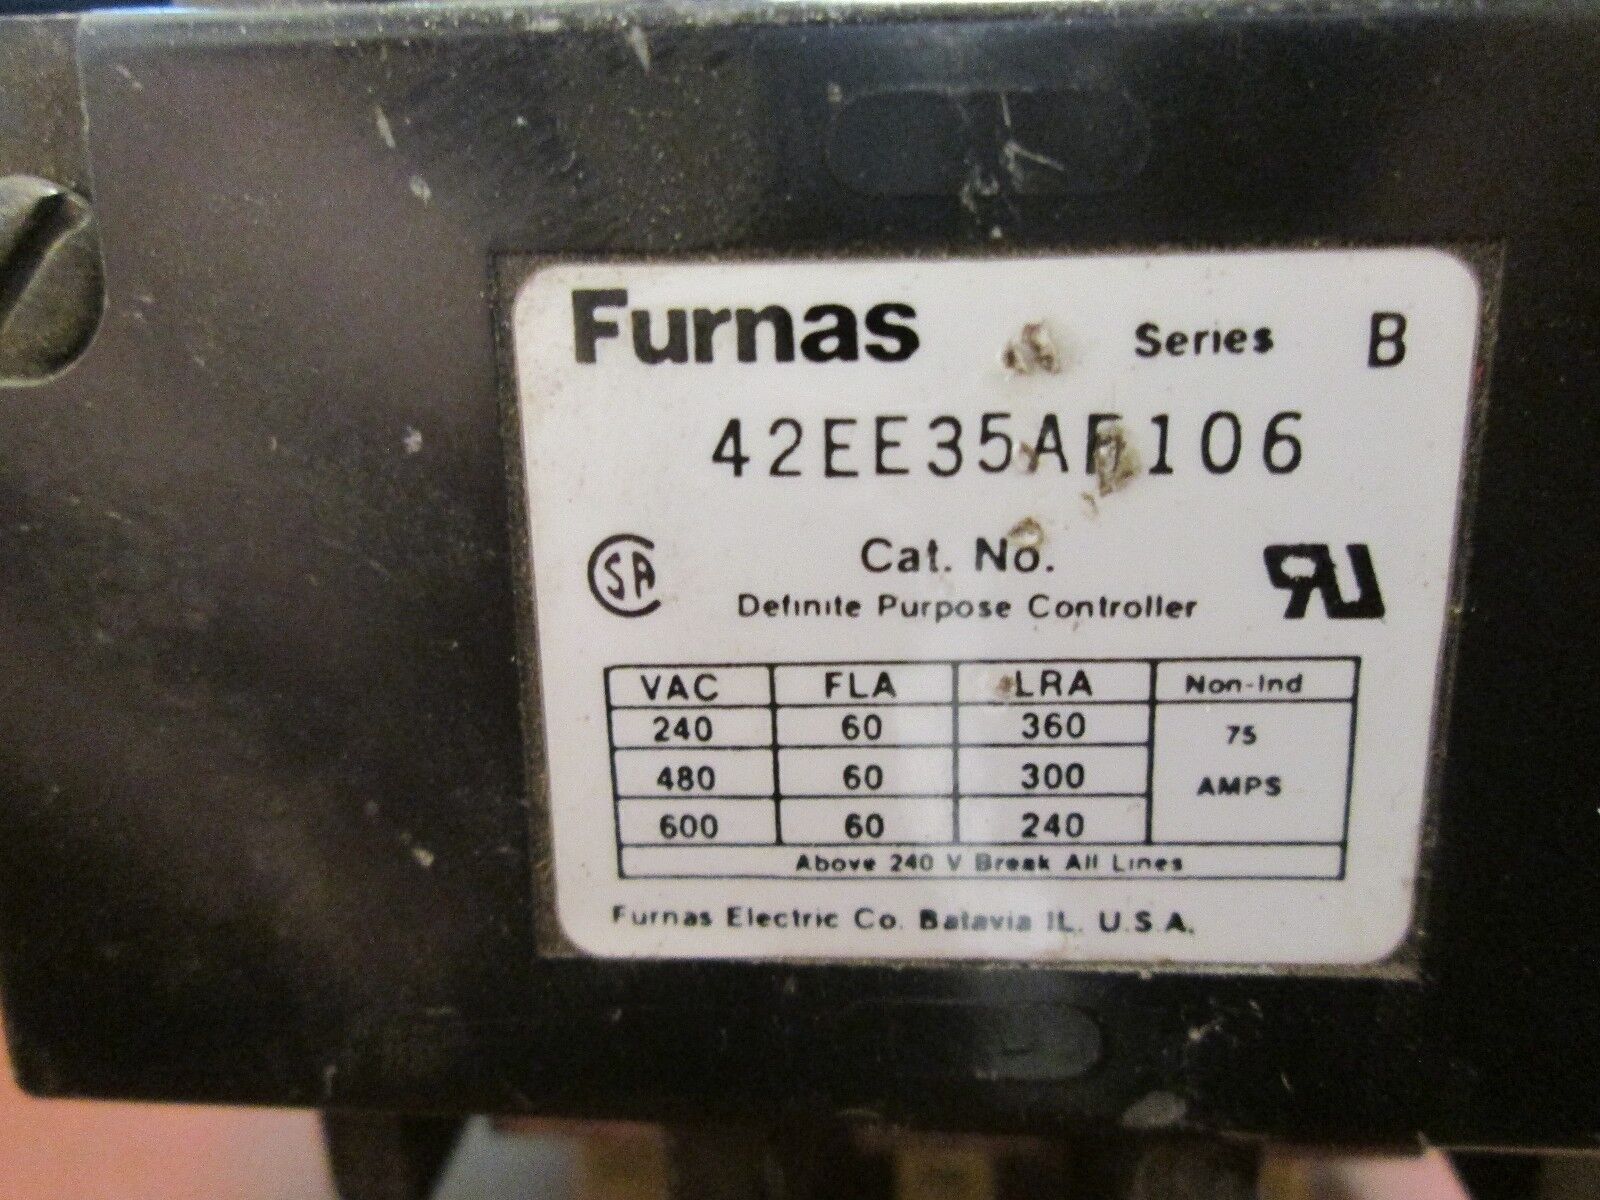 Furnas Series B
42EE35AF106
SA
Cat. No.
Definite Purpose Controller
VAC FLA LRA Non-Ind
240 60 360 75
480 60 300 AMPS
600 60 240
Above 240 V Break All Lines
Furnas Electric Co. Batavia IL. U.S.A.